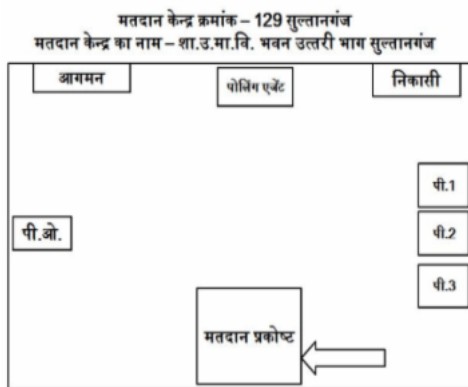 मतदान केन्द्र क्रमांक – 129 सुल्तानगंज
मतदान केन्द्र का नाम – शा.उ.मा.वि. भवन उत्तरी भाग सुल्तानगंज
आगमन
पोलिंग एजेंट
निकासी
पी.1
पी.ओ.
पी.2
पी.3
मतदान प्रकोष्ट